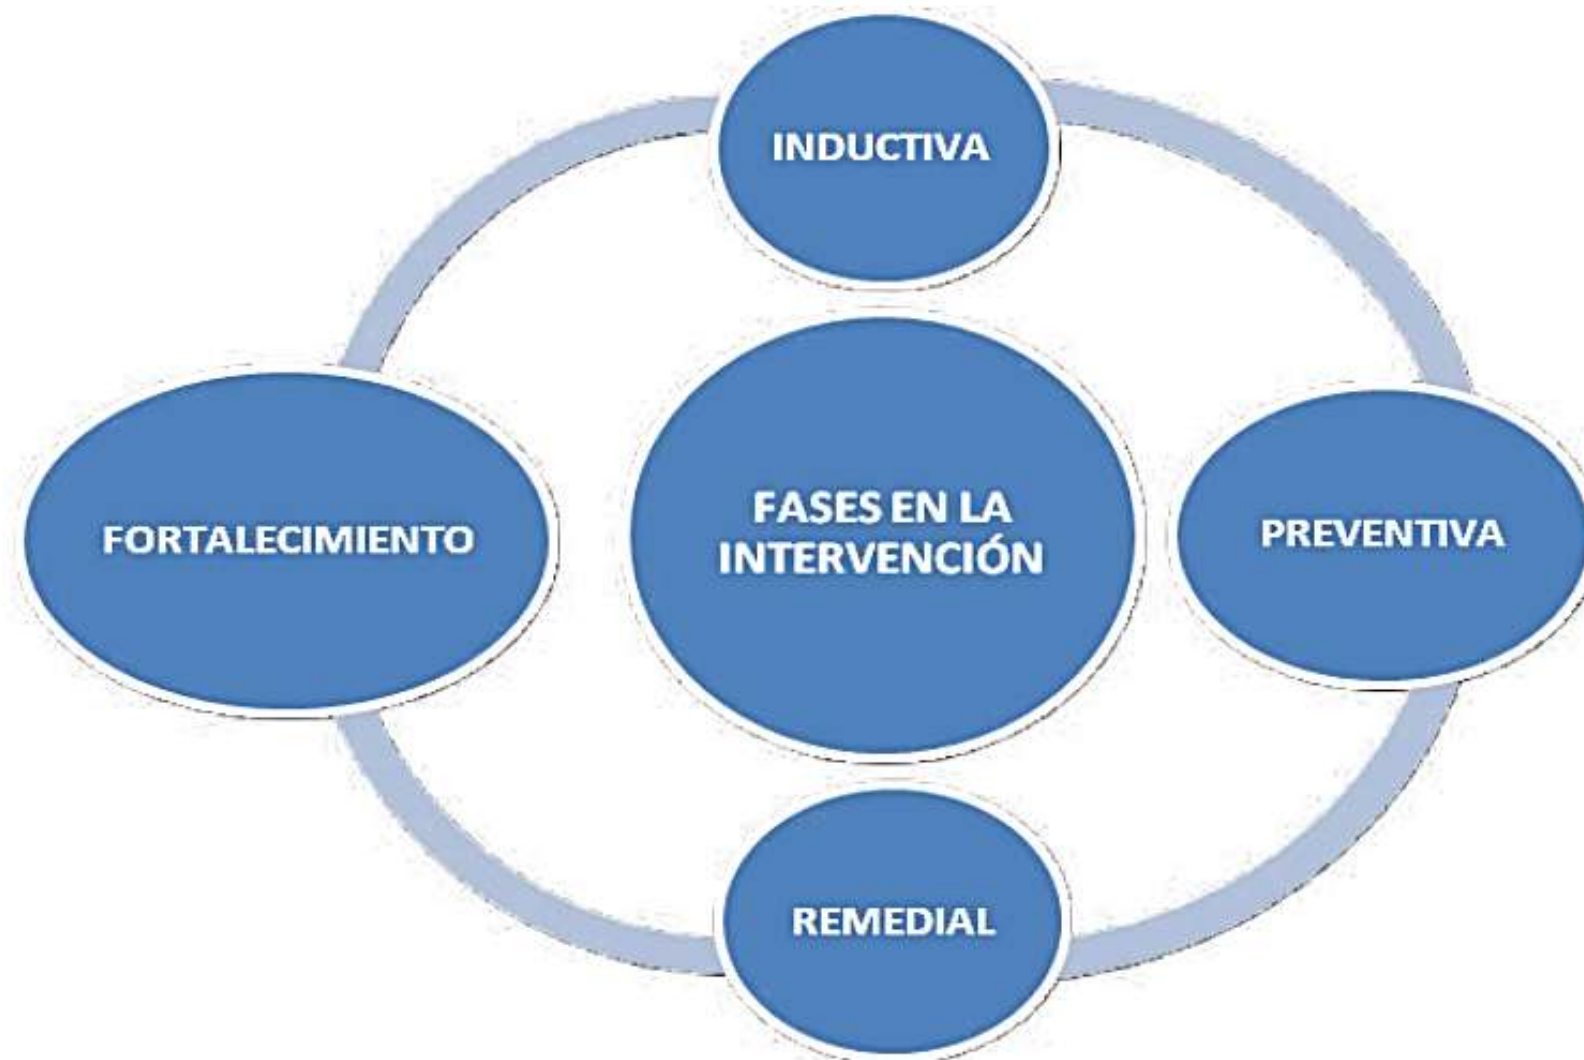 INDUCTIVA
FASES EN LA
INTERVENCIÓN
FORTALECIMIENTO
PREVENTIVA
REMEDIAL